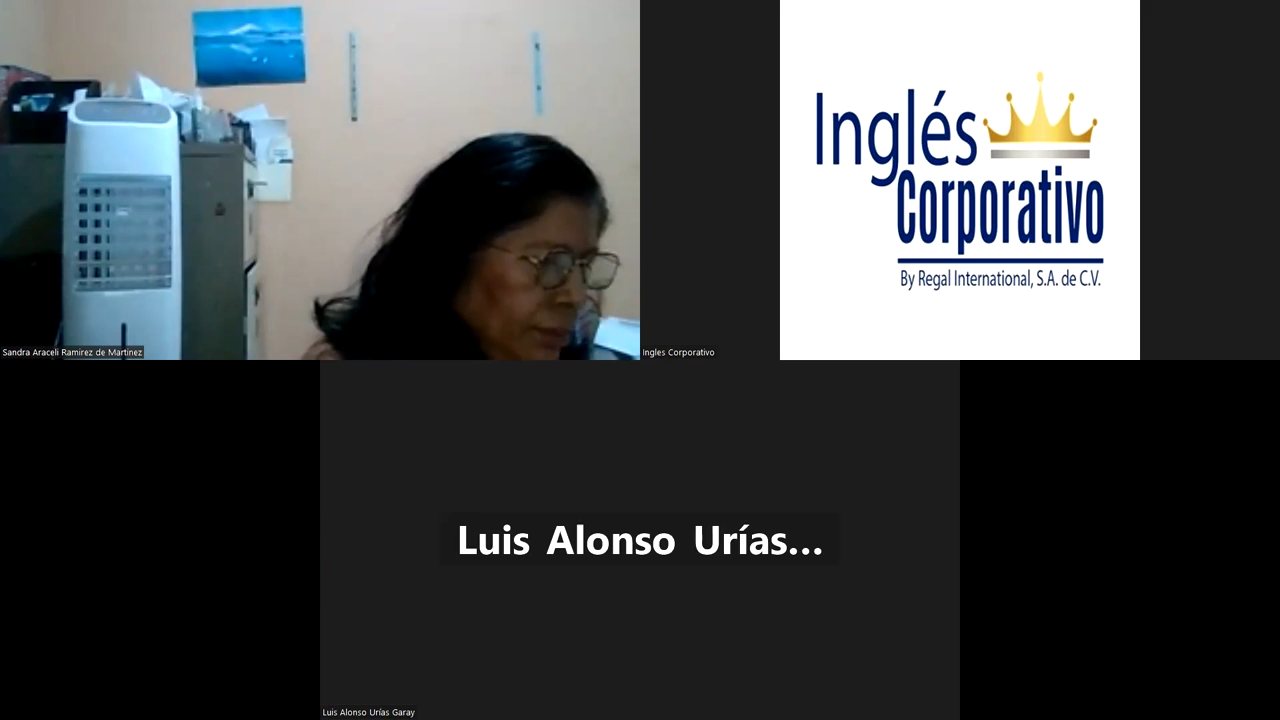 Inglés
Corporativo
By Regal International, S.A. de C.V.
Sandra Araceli Ramirez de Martinez
Ingles Corporativo
Luis Alonso Urías...
Luis Alonso Urías Garay